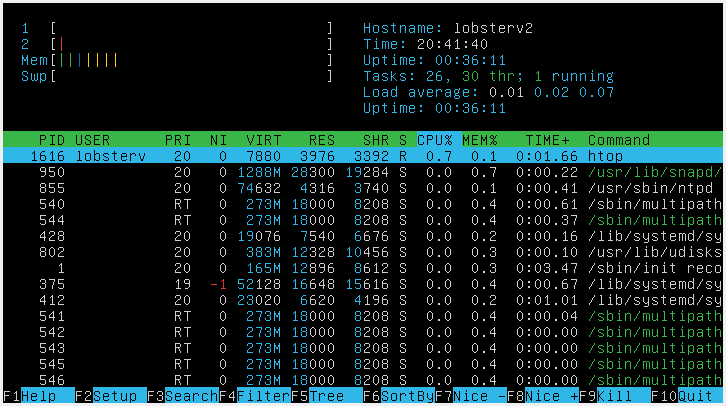 1  [                              ]   Hostname: lobsterv2
2  [|                             ]   Time: 20:41:40
Mem[|||||||                       ]   Uptime: 00:36:11
Swp[                              ]   Tasks: 26, 30 thr; 1 running
Load average: 0.01 0.02 0.07
Uptime: 00:36:11
PID USER PRI NI VIRT RES SHR S CPU% MEM% TIME+ Command
1616 lobsterv 20 0 7880 3976 3392 R 0.7 0.1 0:01.66 htop
950 20 0 1288M 28300 19284 S 0.0 0.7 0:00.22 /usr/lib/snapd/
855 20 0 74632 4316 3740 S 0.0 0.1 0:00.41 /usr/sbin/ntpd
540 RT 0 273M 18000 8208 S 0.0 0.4 0:00.61 /sbin/multipath
544 RT 0 273M 18000 8208 S 0.0 0.4 0:00.37 /sbin/multipath
428 20 0 19076 7540 6676 S 0.0 0.2 0:00.16 /lib/systemd/sy
802 20 0 383M 12328 10456 S 0.0 0.3 0:00.10 /usr/lib/udisks
1 20 0 165M 12896 8612 S 0.0 0.3 0:03.47 /sbin/init reco
375 19 -1 52128 16648 15616 S 0.0 0.4 0:00.67 /lib/systemd/sy
412 20 0 23020 6620 4196 S 0.0 0.2 0:01.01 /lib/systemd/sy
541 RT 0 273M 18000 8208 S 0.0 0.4 0:00.04 /sbin/multipath
542 RT 0 273M 18000 8208 S 0.0 0.4 0:00.00 /sbin/multipath
543 RT 0 273M 18000 8208 S 0.0 0.4 0:00.00 /sbin/multipath
545 RT 0 273M 18000 8208 S 0.0 0.4 0:00.00 /sbin/multipath
546 RT 0 273M 18000 8208 S 0.0 0.4 0:00.00 /sbin/multipath
F1Help F2Setup F3SearchF4FilterF5Tree F6SortByF7Nice -F8Nice +F9Kill F10Quit